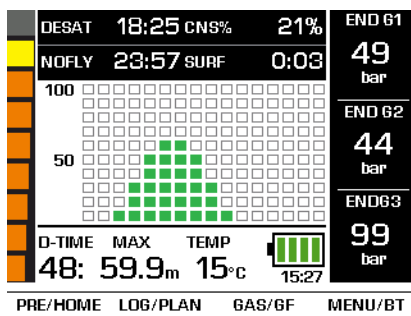 DESAT 18:25 CNS% 21%
NOFLY 23:57 SURF 0:03
100
50
D-TIME MAX TEMP
48: 59.9m 15°C
15:27
END G1
49
bar
END G2
44
bar
ENDG3
99
bar
PRE/HOME LOG/PLAN GAS/GF MENU/BT